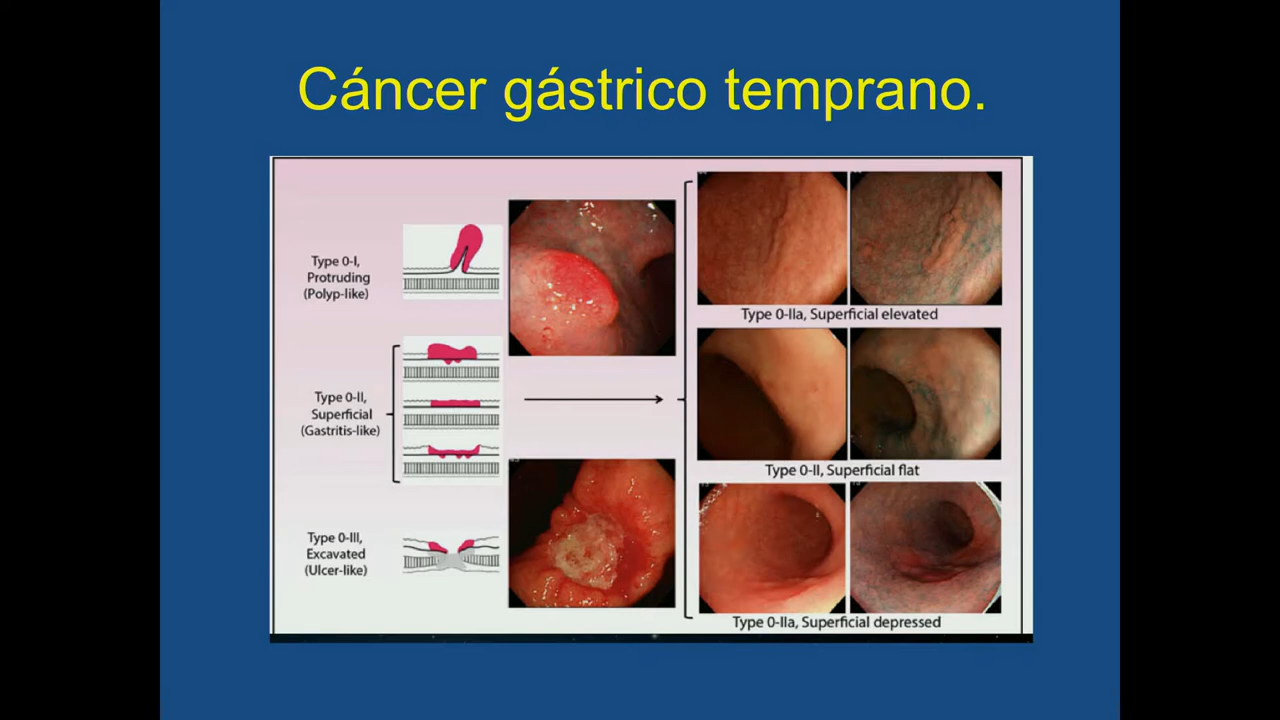 Cáncer gástrico temprano.
Type 0-I,
Protruding
(Polyp-like)
Type 0-II,
Superficial
(Gastritis-like)
Type 0-III,
Excavated
(Ulcer-like)
Type 0-IIa, Superficial elevated
Type 0-II, Superficial flat
Type 0-IIa, Superficial depressed